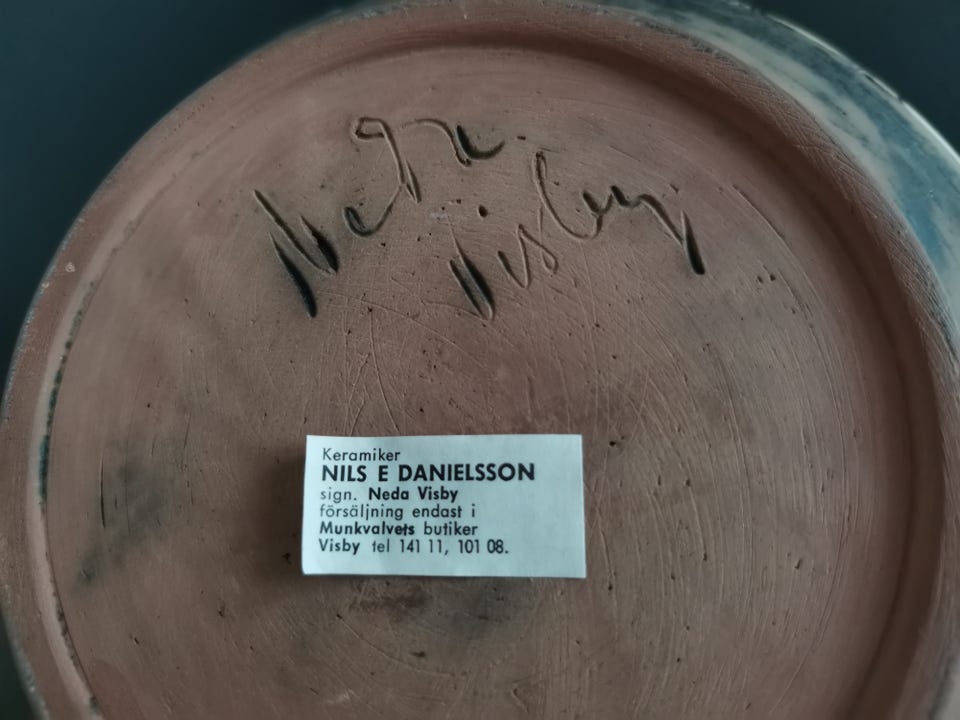 Neda
Visby
Keramiker
NILS E DANIELSSON
sign. Neda Visby
försäljning endast i
Munkvalvets butiker
Visby tel 141 11, 101 08.